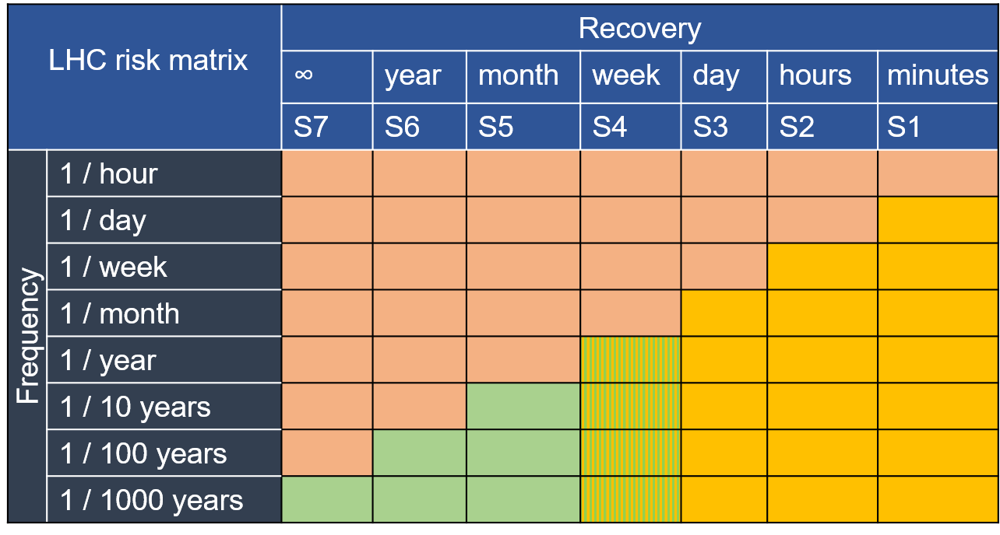 LHC risk matrix
Recovery
∞ year month week day hours minutes
S7 S6 S5 S4 S3 S2 S1
Frequency
1 / hour
1 / day
1 / week
1 / month
1 / year
1 / 10 years
1 / 100 years
1 / 1000 years